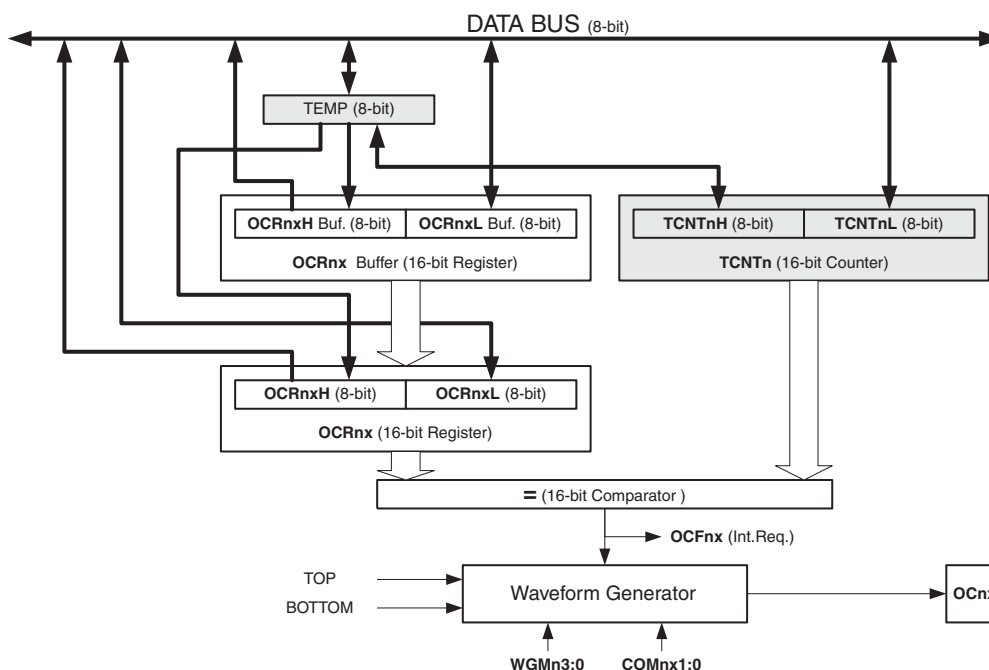 DATA BUS (8-bit)
TEMP (8-bit)
OCRnxH Buf. (8-bit) OCRnxL Buf. (8-bit)
OCRnx Buffer (16-bit Register)
TCNTnH (8-bit) TCNTnL (8-bit)
TCNTn (16-bit Counter)
OCRnxH (8-bit) OCRnxL (8-bit)
OCRnx (16-bit Register)
= (16-bit Comparator )
OCFnx (Int.Req.)
TOP
BOTTOM
Waveform Generator
OCnx
WGMn3:0 COMnx1:0